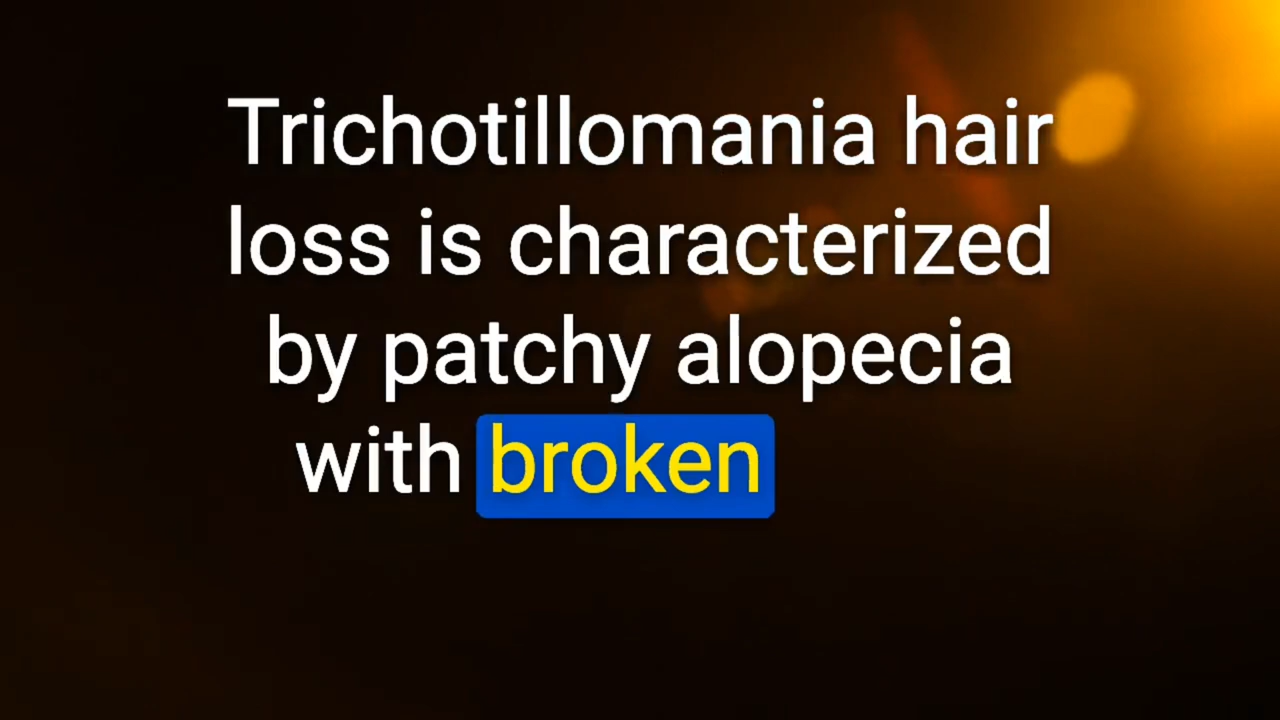 Trichotillomania hair
loss is characterized
by patchy alopecia
with broken